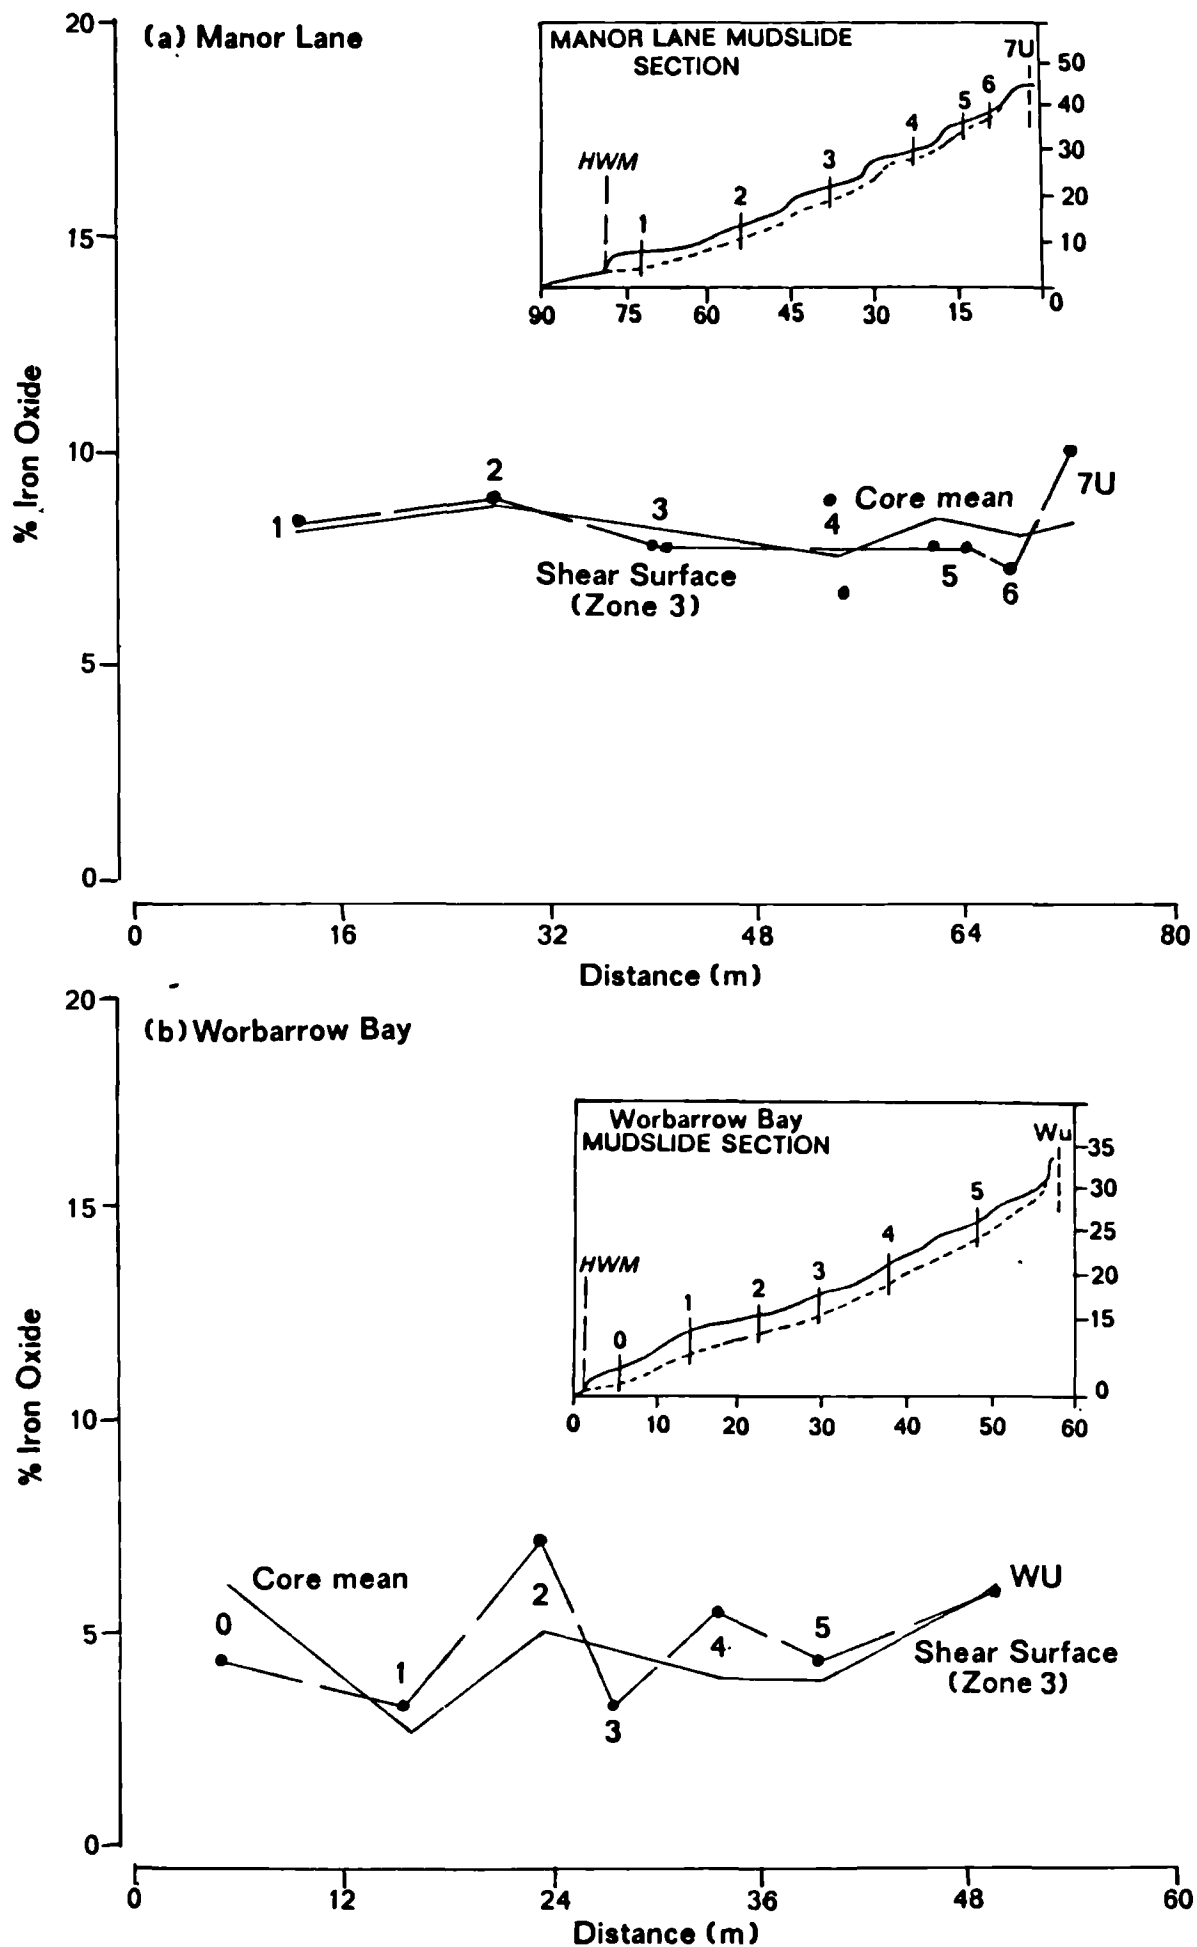 20
(a) Manor Lane
MANOR LANE MUDSLIDE
SECTION
7U
50
6
5
40
4
30
HWM
3
20
2
1
10
0
90 75 60 45 30 15
15
% Iron Oxide
10
2
7U
1
3
Core mean
4
Shear Surface
(Zone 3)
5
6
5
0
0 16 32 48 64 80
Distance (m)
20
(b) Worbarrow Bay
Worbarrow Bay
MUDSLIDE SECTION
Wu
35
30
5
25
4
20
HWM
3
2
1
15
0
0
0 10 20 30 40 50 60
15
% Iron Oxide
10
Core mean
WU
2
0
5
5
4
Shear Surface
(Zone 3)
1
3
0
0 12 24 36 48 60
Distance (m)